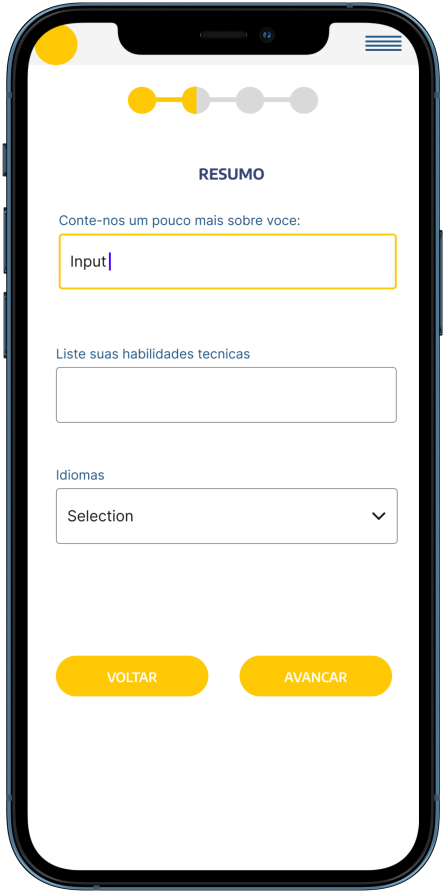 RESUMO
Conte-nos um pouco mais sobre voce:
Input
Liste suas habilidades tecnicas
Idiomas
Selection
VOLTAR
AVANCAR